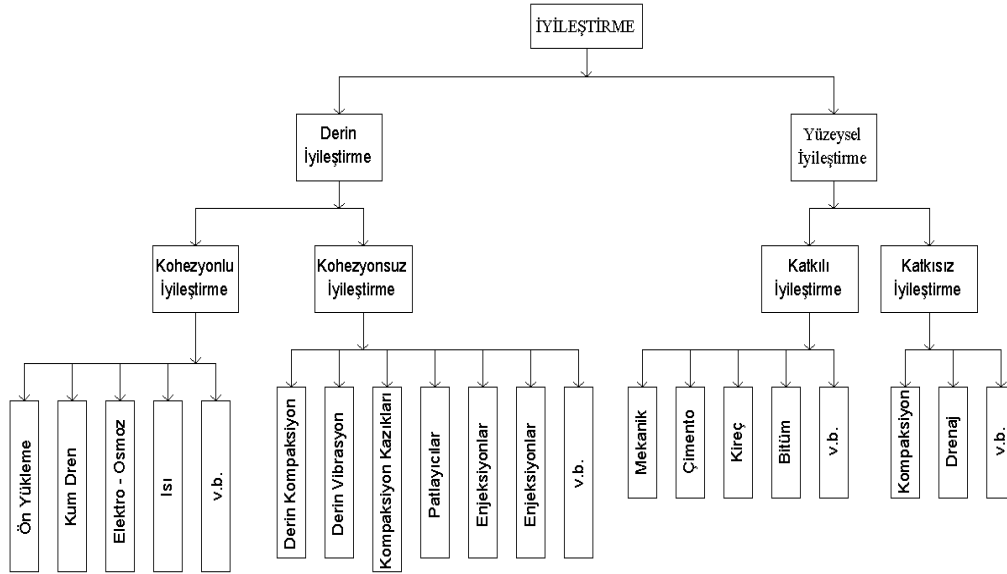 İYİLEŞTİRME
Derin
İyileştirme
Yüzeysel
İyileştirme
Kohezyonlu
İyileştirme
Kohezyonsuz
İyileştirme
Katkılı
İyileştirme
Katkısız
İyileştirme
Ön Yükleme
Kum Dren
Elektro - Osmoz
Isı
v.b.
Derin Kompaksiyon
Derin Vibrasyon
Kompaksiyon Kazıkları
Patlayıcılar
Enjeksiyonlar
Enjeksiyonlar
v.b.
Mekanik
Çimento
Kireç
Bitüm
v.b.
Kompaksiyon
Drenaj
v.b.